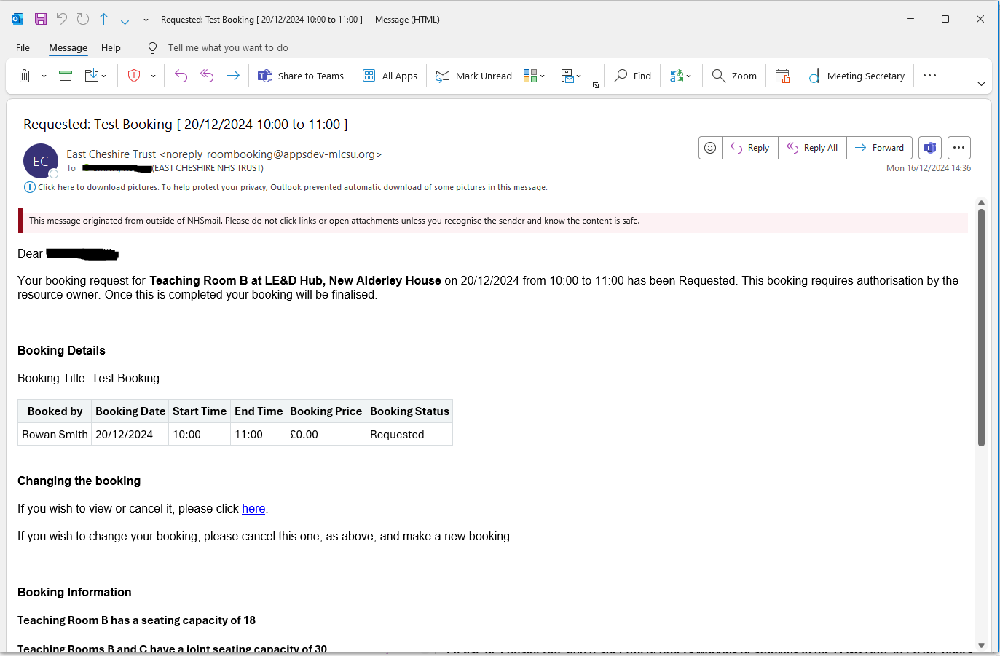 Requested: Test Booking [ 20/12/2024 10:00 to 11:00 ] - Message (HTML)
File Message Help Tell me what you want to do
Share to Teams All Apps Mark Unread Find Zoom Meeting Secretary
Requested: Test Booking [ 20/12/2024 10:00 to 11:00 ]
EC
East Cheshire Trust <noreply_roombooking@appsdev-mlcsu.org>
Reply Reply All Forward
To (EAST CHESHIRE NHS TRUST)
Mon 16/12/2024 14:36
Click here to download pictures. To help protect your privacy, Outlook prevented automatic download of some pictures in this message.
This message originated from outside of NHSmail. Please do not click links or open attachments unless you recognise the sender and know the content is safe.
Dear
Your booking request for Teaching Room B at LE&D Hub, New Alderley House on 20/12/2024 from 10:00 to 11:00 has been Requested. This booking requires authorisation by the
resource owner. Once this is completed your booking will be finalised.
Booking Details
Booking Title: Test Booking
Booked by Booking Date Start Time End Time Booking Price Booking Status
Rowan Smith 20/12/2024 10:00 11:00 £0.00 Requested
Changing the booking
If you wish to view or cancel it, please click here.
If you wish to change your booking, please cancel this one, as above, and make a new booking.
Booking Information
Teaching Room B has a seating capacity of 18
Teaching Rooms B and C have a joint seating capacity of 30